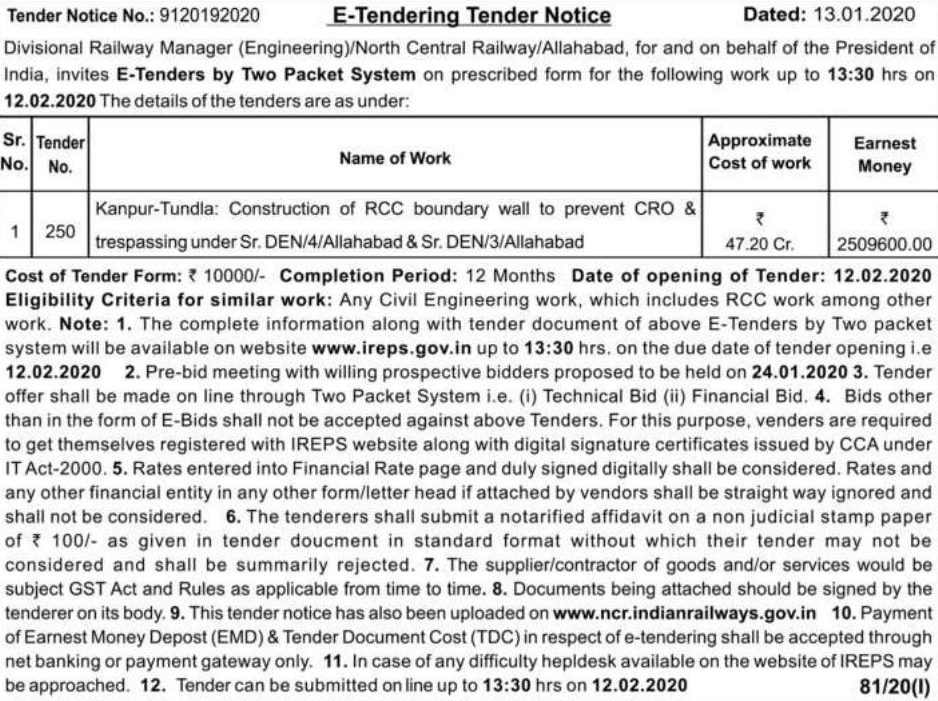 Tender Notice No.: 9120192020 E-Tendering Tender Notice Dated: 13.01.2020
Divisional Railway Manager (Engineering)/North Central Railway/Allahabad, for and on behalf of the President of
India, invites E-Tenders by Two Packet System on prescribed form for the following work up to 13:30 hrs on
12.02.2020 The details of the tenders are as under:
Sr. No. Tender No. Name of Work Approximate Cost of work Earnest Money
1 250 Kanpur-Tundla: Construction of RCC boundary wall to prevent CRO & ₹ ₹
trespassing under Sr. DEN/4/Allahabad & Sr. DEN/3/Allahabad 47.20 Cr. 2509600.00
Cost of Tender Form: ₹ 10000/- Completion Period: 12 Months Date of opening of Tender: 12.02.2020
Eligibility Criteria for similar work: Any Civil Engineering work, which includes RCC work among other
work. Note: 1. The complete information along with tender document of above E-Tenders by Two packet
system will be available on website www.ireps.gov.in up to 13:30 hrs. on the due date of tender opening i.e
12.02.2020 2. Pre-bid meeting with willing prospective bidders proposed to be held on 24.01.2020 3. Tender
offer shall be made on line through Two Packet System i.e. (i) Technical Bid (ii) Financial Bid. 4. Bids other
than in the form of E-Bids shall not be accepted against above Tenders. For this purpose, venders are required
to get themselves registered with IREPS website along with digital signature certificates issued by CCA under
IT Act-2000. 5. Rates entered into Financial Rate page and duly signed digitally shall be considered. Rates and
any other financial entity in any other form/letter head if attached by vendors shall be straight way ignored and
shall not be considered. 6. The tenderers shall submit a notarified affidavit on a non judicial stamp paper
of ₹ 100/- as given in tender doucment in standard format without which their tender may not be
considered and shall be summarily rejected. 7. The supplier/contractor of goods and/or services would be
subject GST Act and Rules as applicable from time to time. 8. Documents being attached should be signed by the
tenderer on its body. 9. This tender notice has also been uploaded on www.ncr.indianrailways.gov.in 10. Payment
of Earnest Money Depost (EMD) & Tender Document Cost (TDC) in respect of e-tendering shall be accepted through
net banking or payment gateway only. 11. In case of any difficulty hepldesk available on the website of IREPS may
be approached. 12. Tender can be submitted on line up to 13:30 hrs on 12.02.2020 81/20(I)